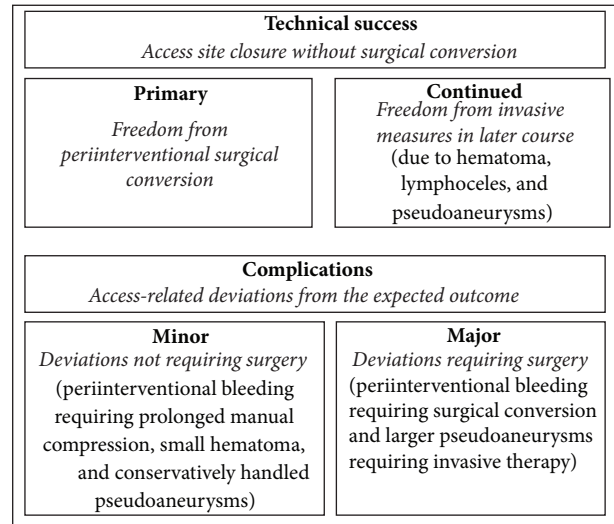 Technical success
Access site closure without surgical conversion
Primary
Freedom from
periinterventional surgical
conversion
Continued
Freedom from invasive
measures in later course
(due to hematoma,
lymphoceles, and
pseudoaneurysms)
Complications
Access-related deviations from the expected outcome
Minor
Deviations not requiring surgery
(periinterventional bleeding
requiring prolonged manual
compression, small hematoma,
and conservatively handled
pseudoaneurysms)
Major
Deviations requiring surgery
(periinterventional bleeding
requiring surgical conversion
and larger pseudoaneurysms
requiring invasive therapy)